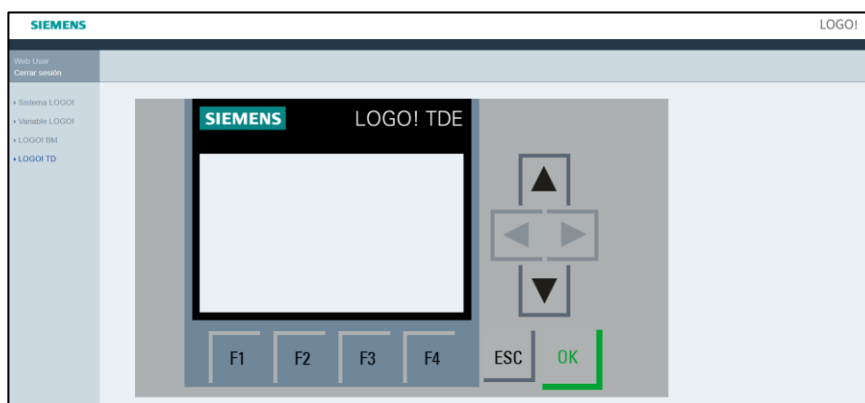 SIEMENS
LOGO!
Web User
Cerrar sesión
Sistema LOGO!
Variable LOGO!
LOGO! BM
LOGO! TD
SIEMENS
LOGO! TDE
F1
F2
F3
F4
ESC
OK